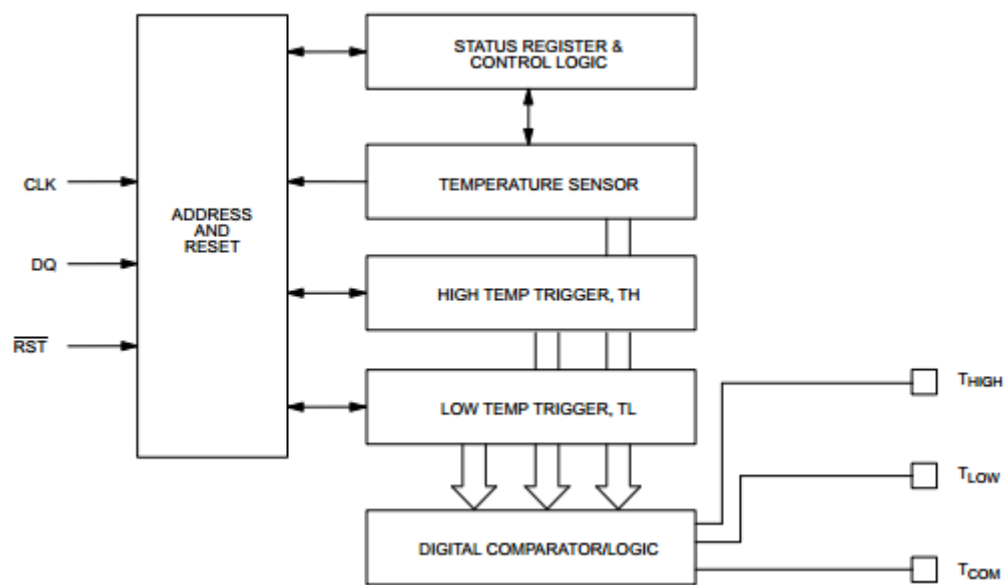 STATUS REGISTER &
CONTROL LOGIC
TEMPERATURE SENSOR
CLK
ADDRESS
AND
RESET
DQ
HIGH TEMP TRIGGER, TH
R̅S̅T̅
LOW TEMP TRIGGER, TL
THIGH
TLOW
DIGITAL COMPARATOR/LOGIC
TCOM